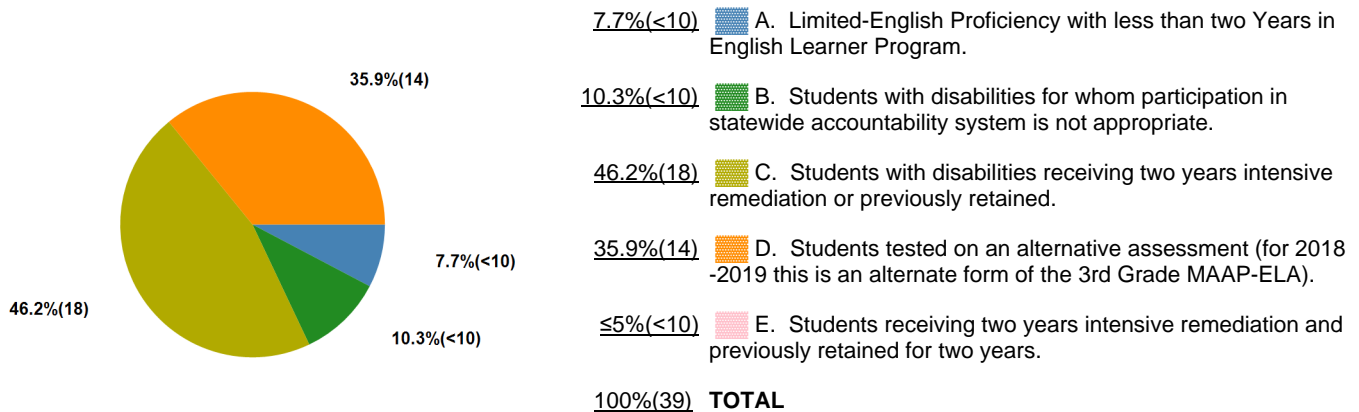 35.9%(14)
7.7%(<10)
46.2%(18)
10.3%(<10)
7.7%(<10) A. Limited-English Proficiency with less than two Years in
English Learner Program.
10.3%(<10) B. Students with disabilities for whom participation in
statewide accountability system is not appropriate.
46.2%(18) C. Students with disabilities receiving two years intensive
remediation or previously retained.
35.9%(14) D. Students tested on an alternative assessment (for 2018
-2019 this is an alternate form of the 3rd Grade MAAP-ELA).
≤5%(<10) E. Students receiving two years intensive remediation and
previously retained for two years.
100%(39) TOTAL